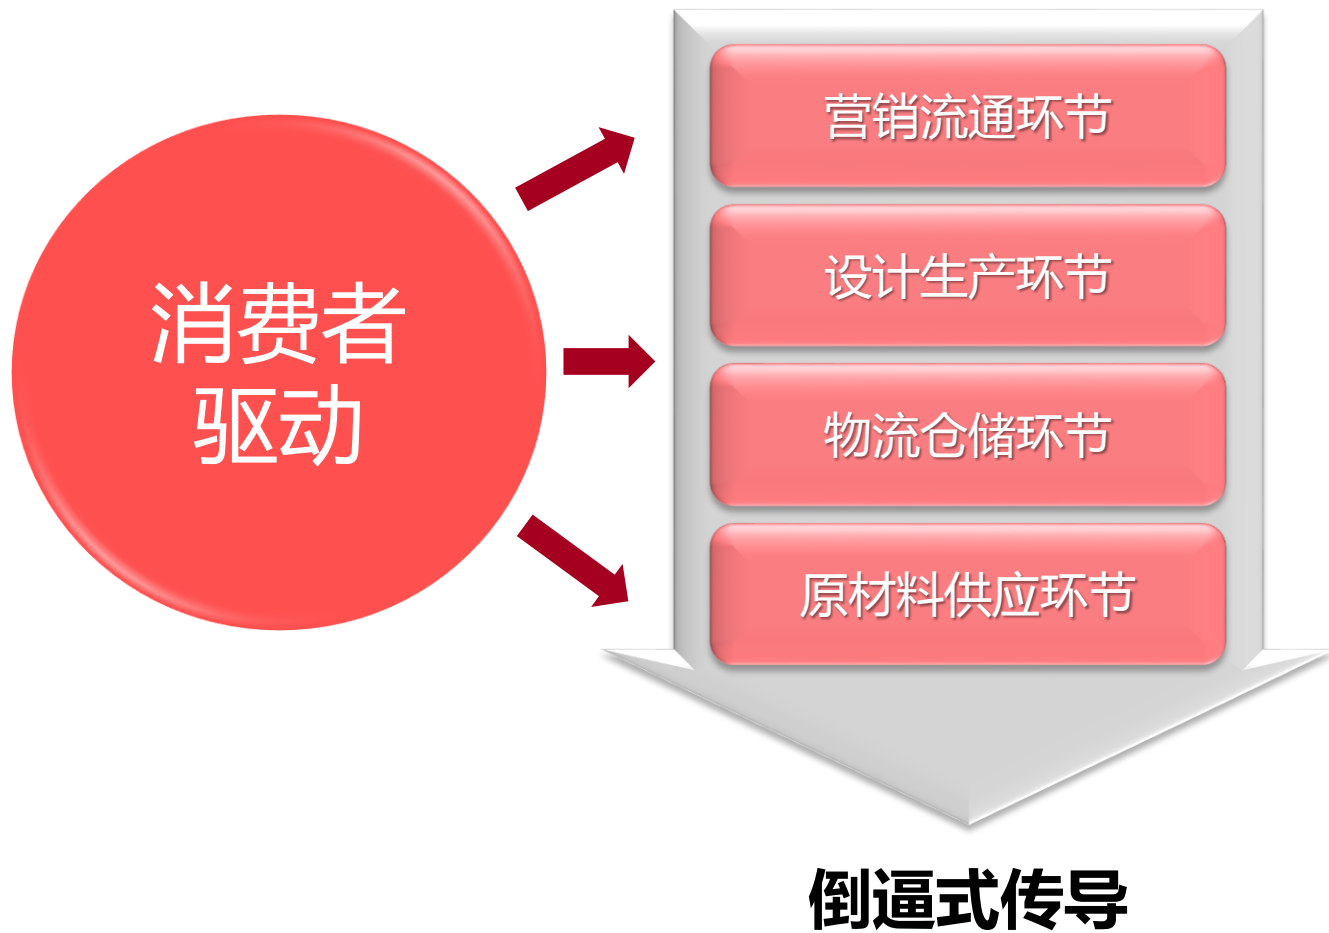 消费者
驱动
营销流通环节
设计生产环节
物流仓储环节
原材料供应环节
倒逼式传导